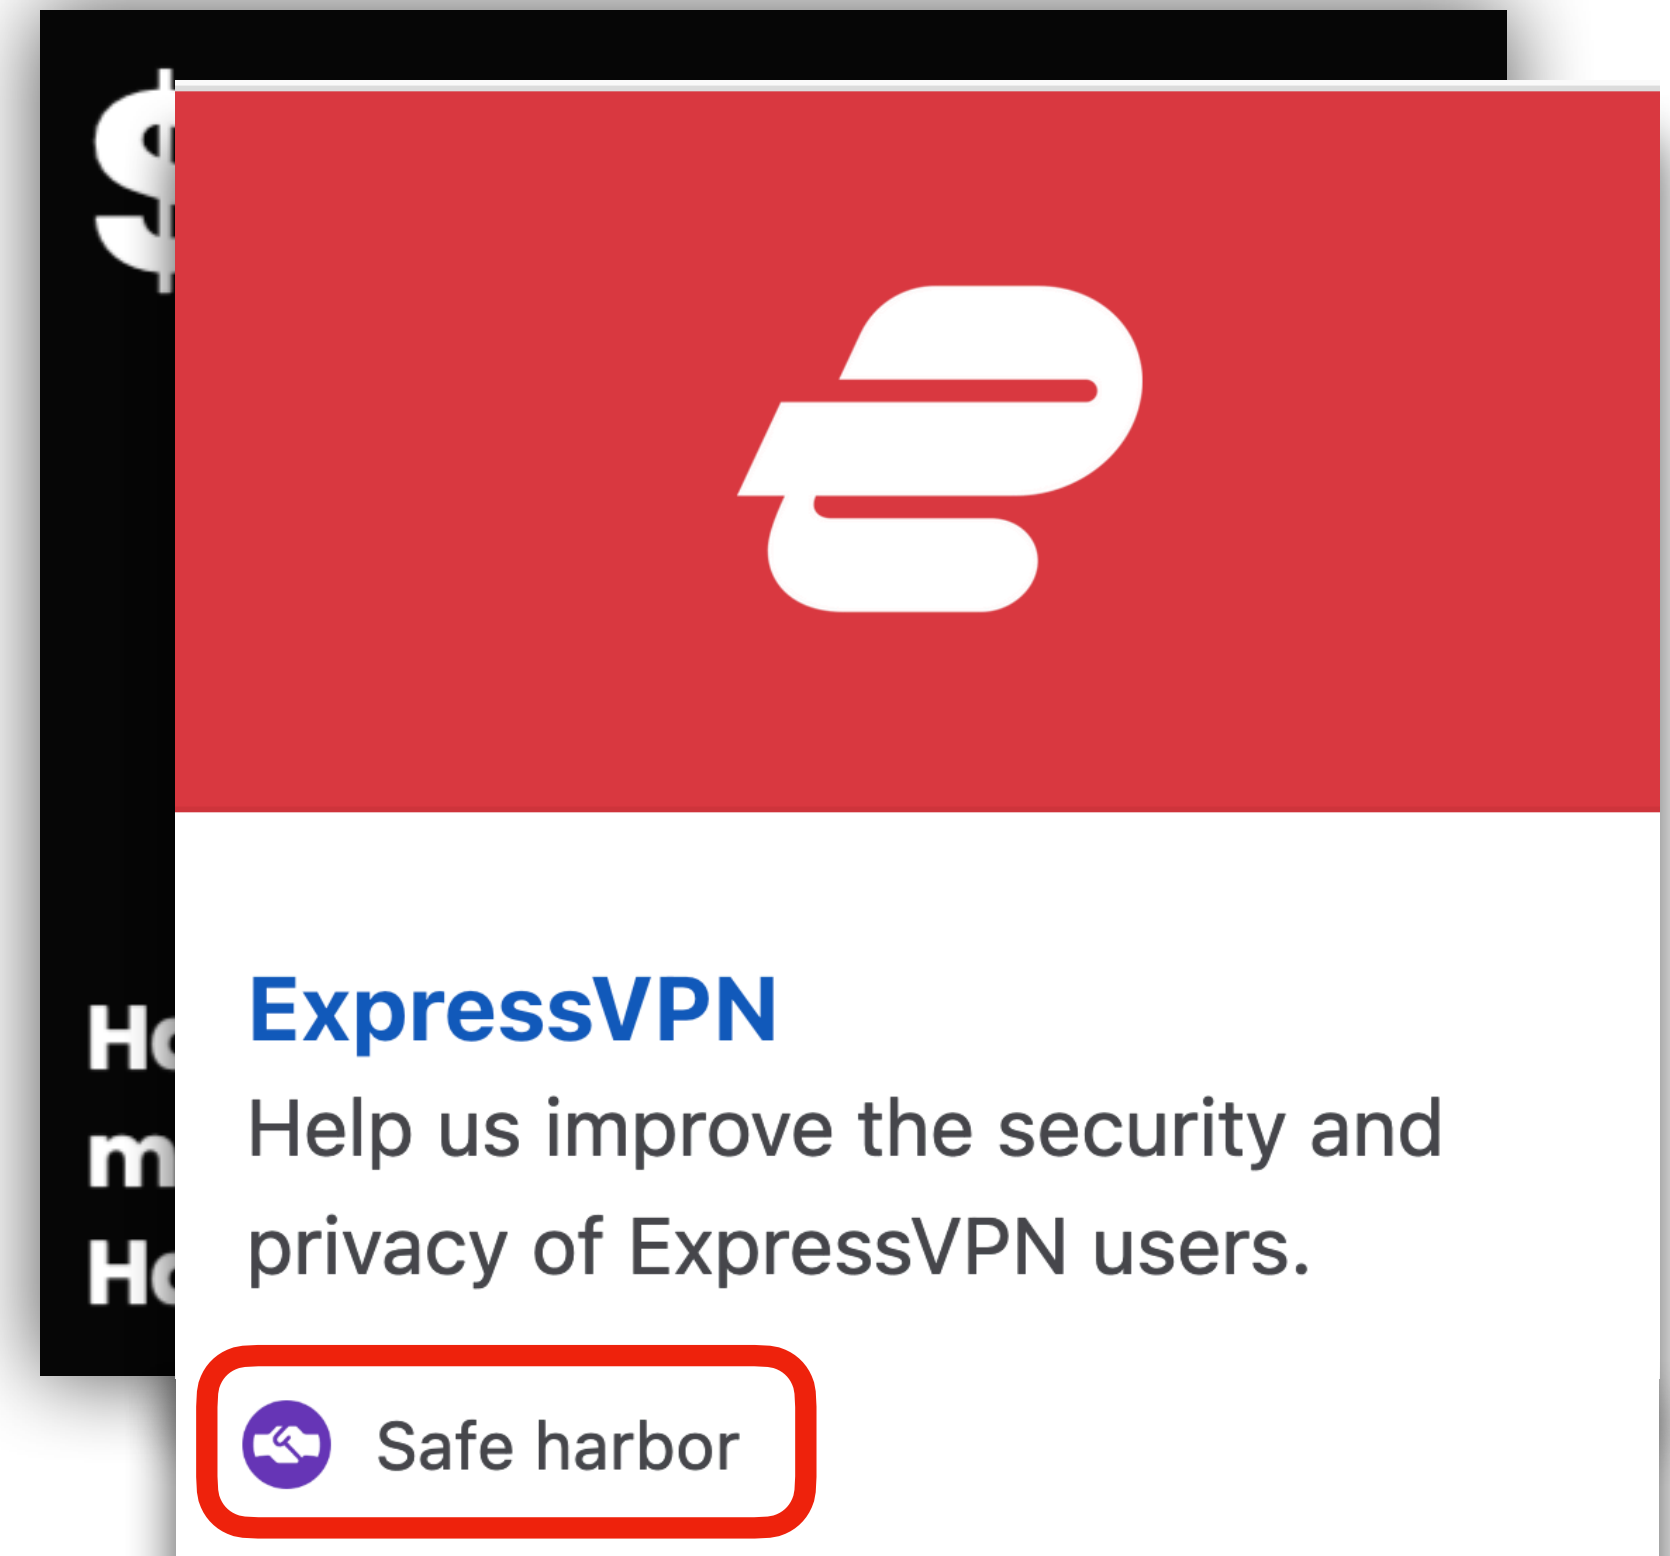 $
ExpressVPN
Help us improve the security and
privacy of ExpressVPN users.
Safe harbor